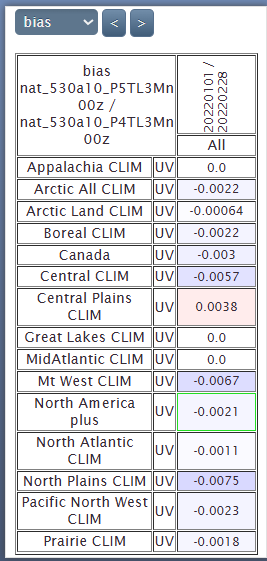 bias
<
>
bias
nat_530a10_P5TL3Mn
00z /
nat_530a10_P4TL3Mn
00z
20220101 /
20220228
All
Appalachia CLIM UV 0.0
Arctic All CLIM UV -0.0022
Arctic Land CLIM UV -0.00064
Boreal CLIM UV -0.0022
Canada UV -0.003
Central CLIM UV -0.0057
Central Plains
CLIM UV 0.0038
Great Lakes CLIM UV 0.0
MidAtlantic CLIM UV 0.0
Mt West CLIM UV -0.0067
North America
plus UV -0.0021
North Atlantic
CLIM UV -0.0011
North Plains CLIM UV -0.0075
Pacific North West
CLIM UV -0.0023
Prairie CLIM UV -0.0018